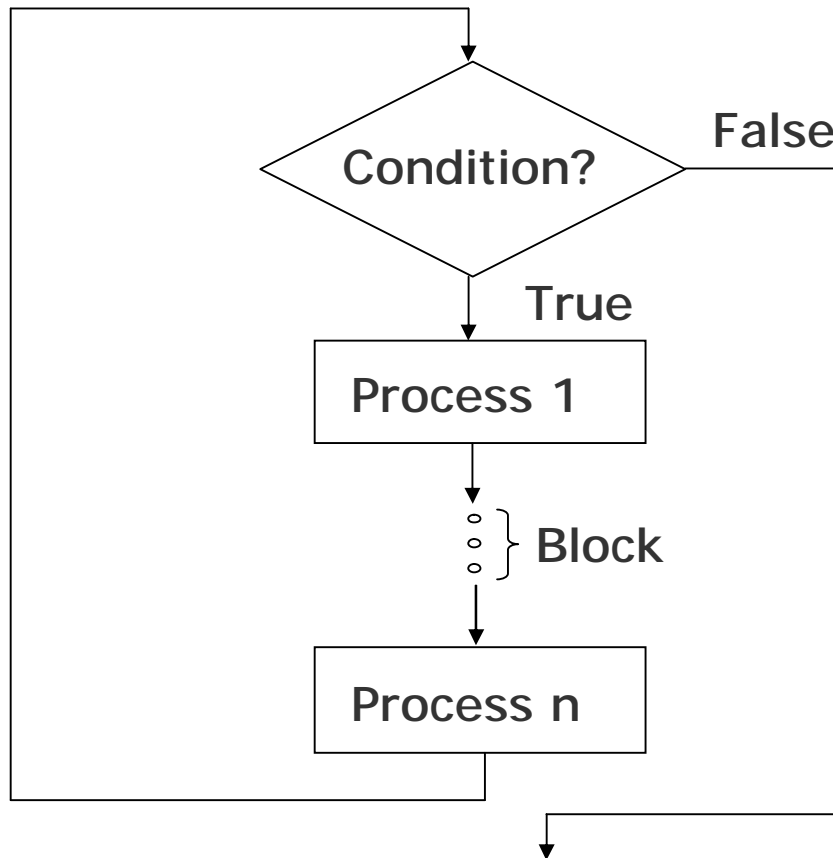 False
Condition?
True
Process 1
Block
Process n